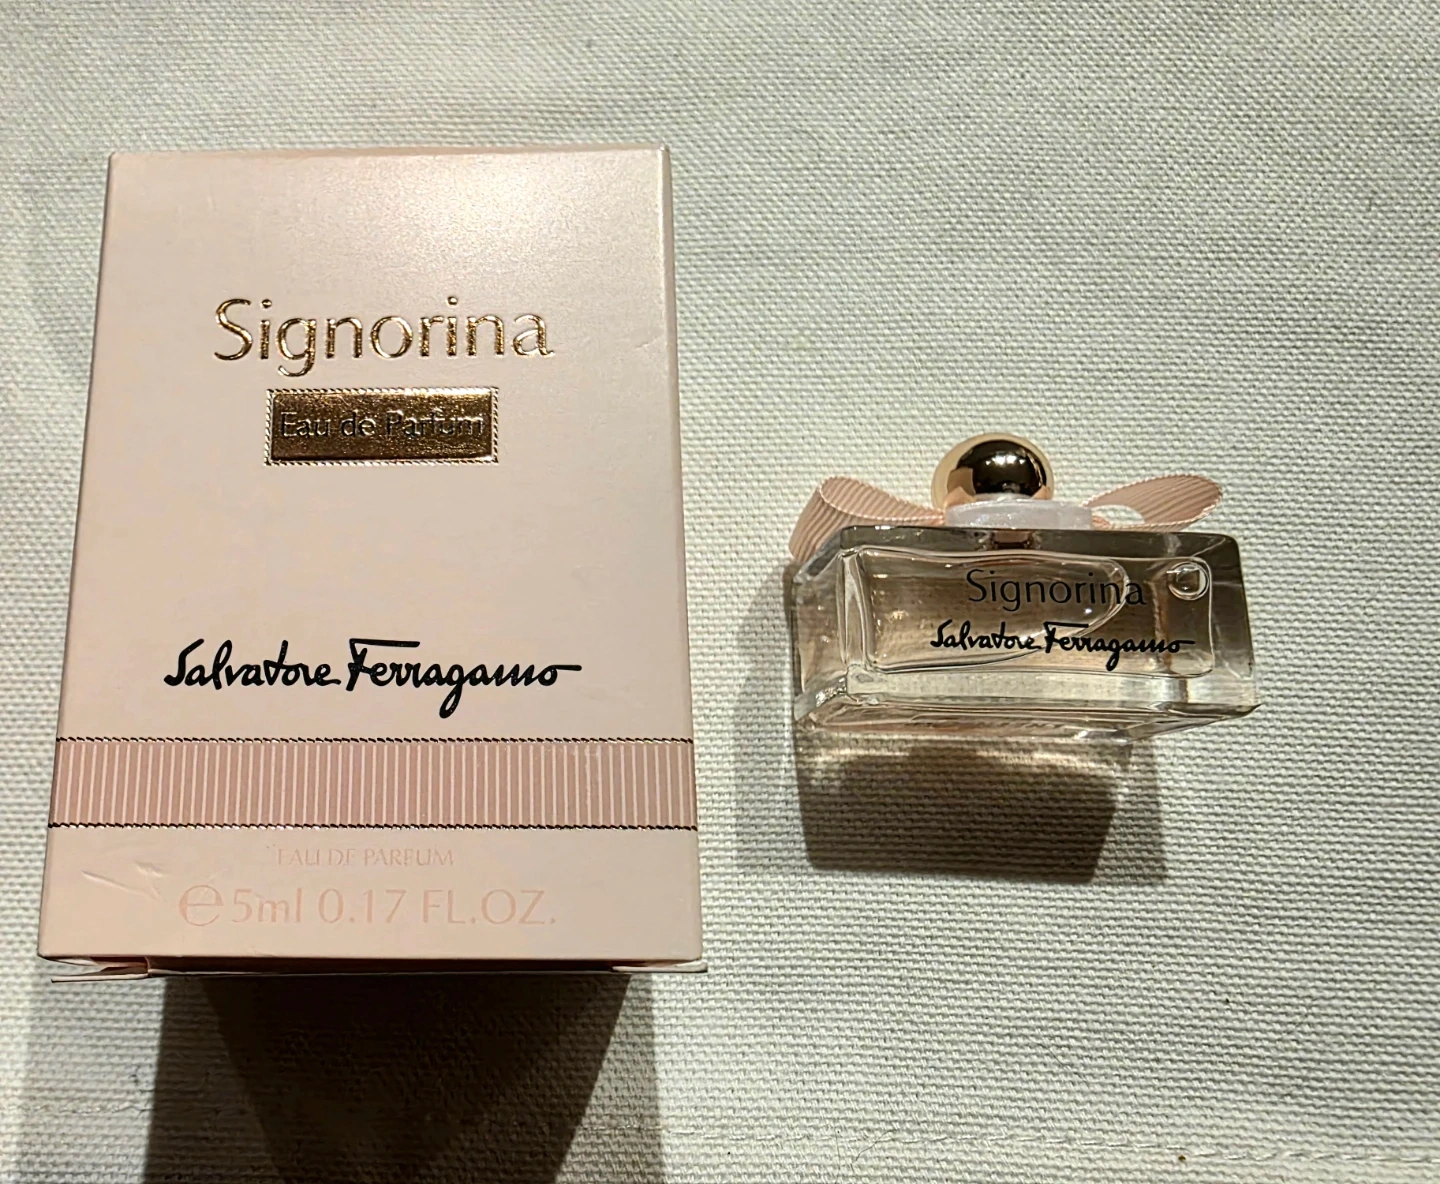 Signorina
Eau de Parfum
Salvatore Ferragamo
EAU DE PARFUM
℮5ml 0.17 FL.OZ.
Signorina
Salvatore Ferragamo